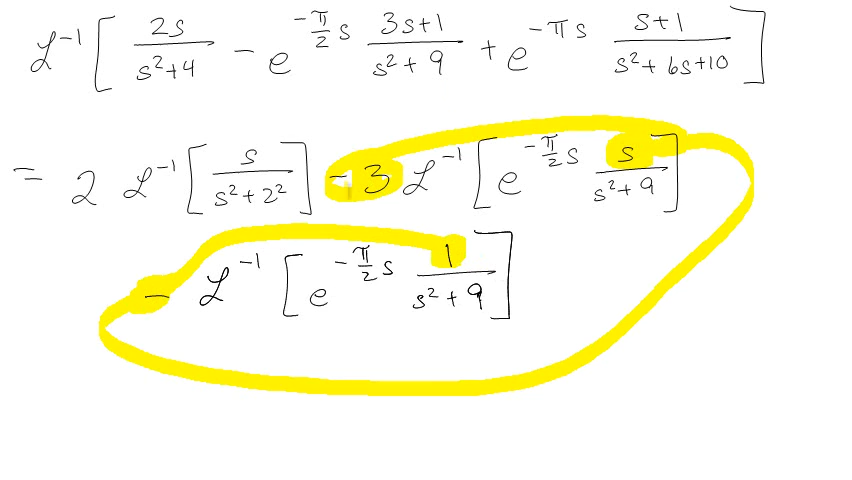 ℒ⁻¹ [ 2s/(s²+4) − e^(−π/2 s) (3s+1)/(s²+9) + e^(−πs) (s+1)/(s²+6s+10) ]
= 2 ℒ⁻¹ [ s/(s²+2²) ] − 3 ℒ⁻¹ [ e^(−π/2 s) s/(s²+9) ]
− ℒ⁻¹ [ e^(−π/2 s) 1/(s²+9) ]